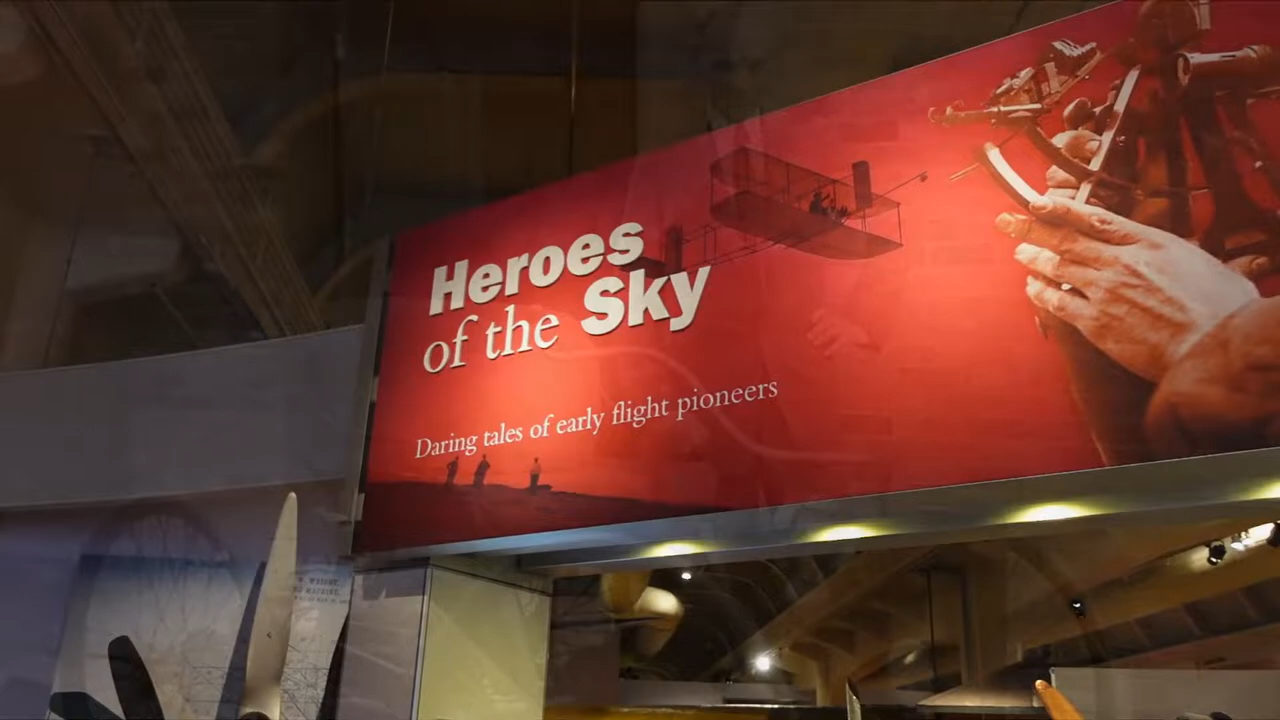 Heroes
of the Sky
Daring tales of early flight pioneers